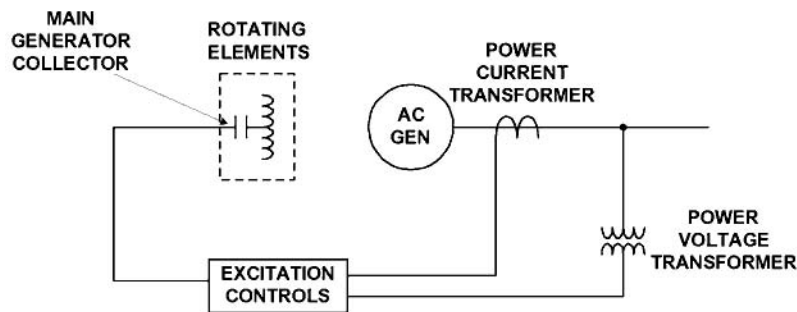 MAIN
GENERATOR
COLLECTOR
ROTATING
ELEMENTS
POWER
CURRENT
TRANSFORMER
AC
GEN
POWER
VOLTAGE
TRANSFORMER
EXCITATION
CONTROLS